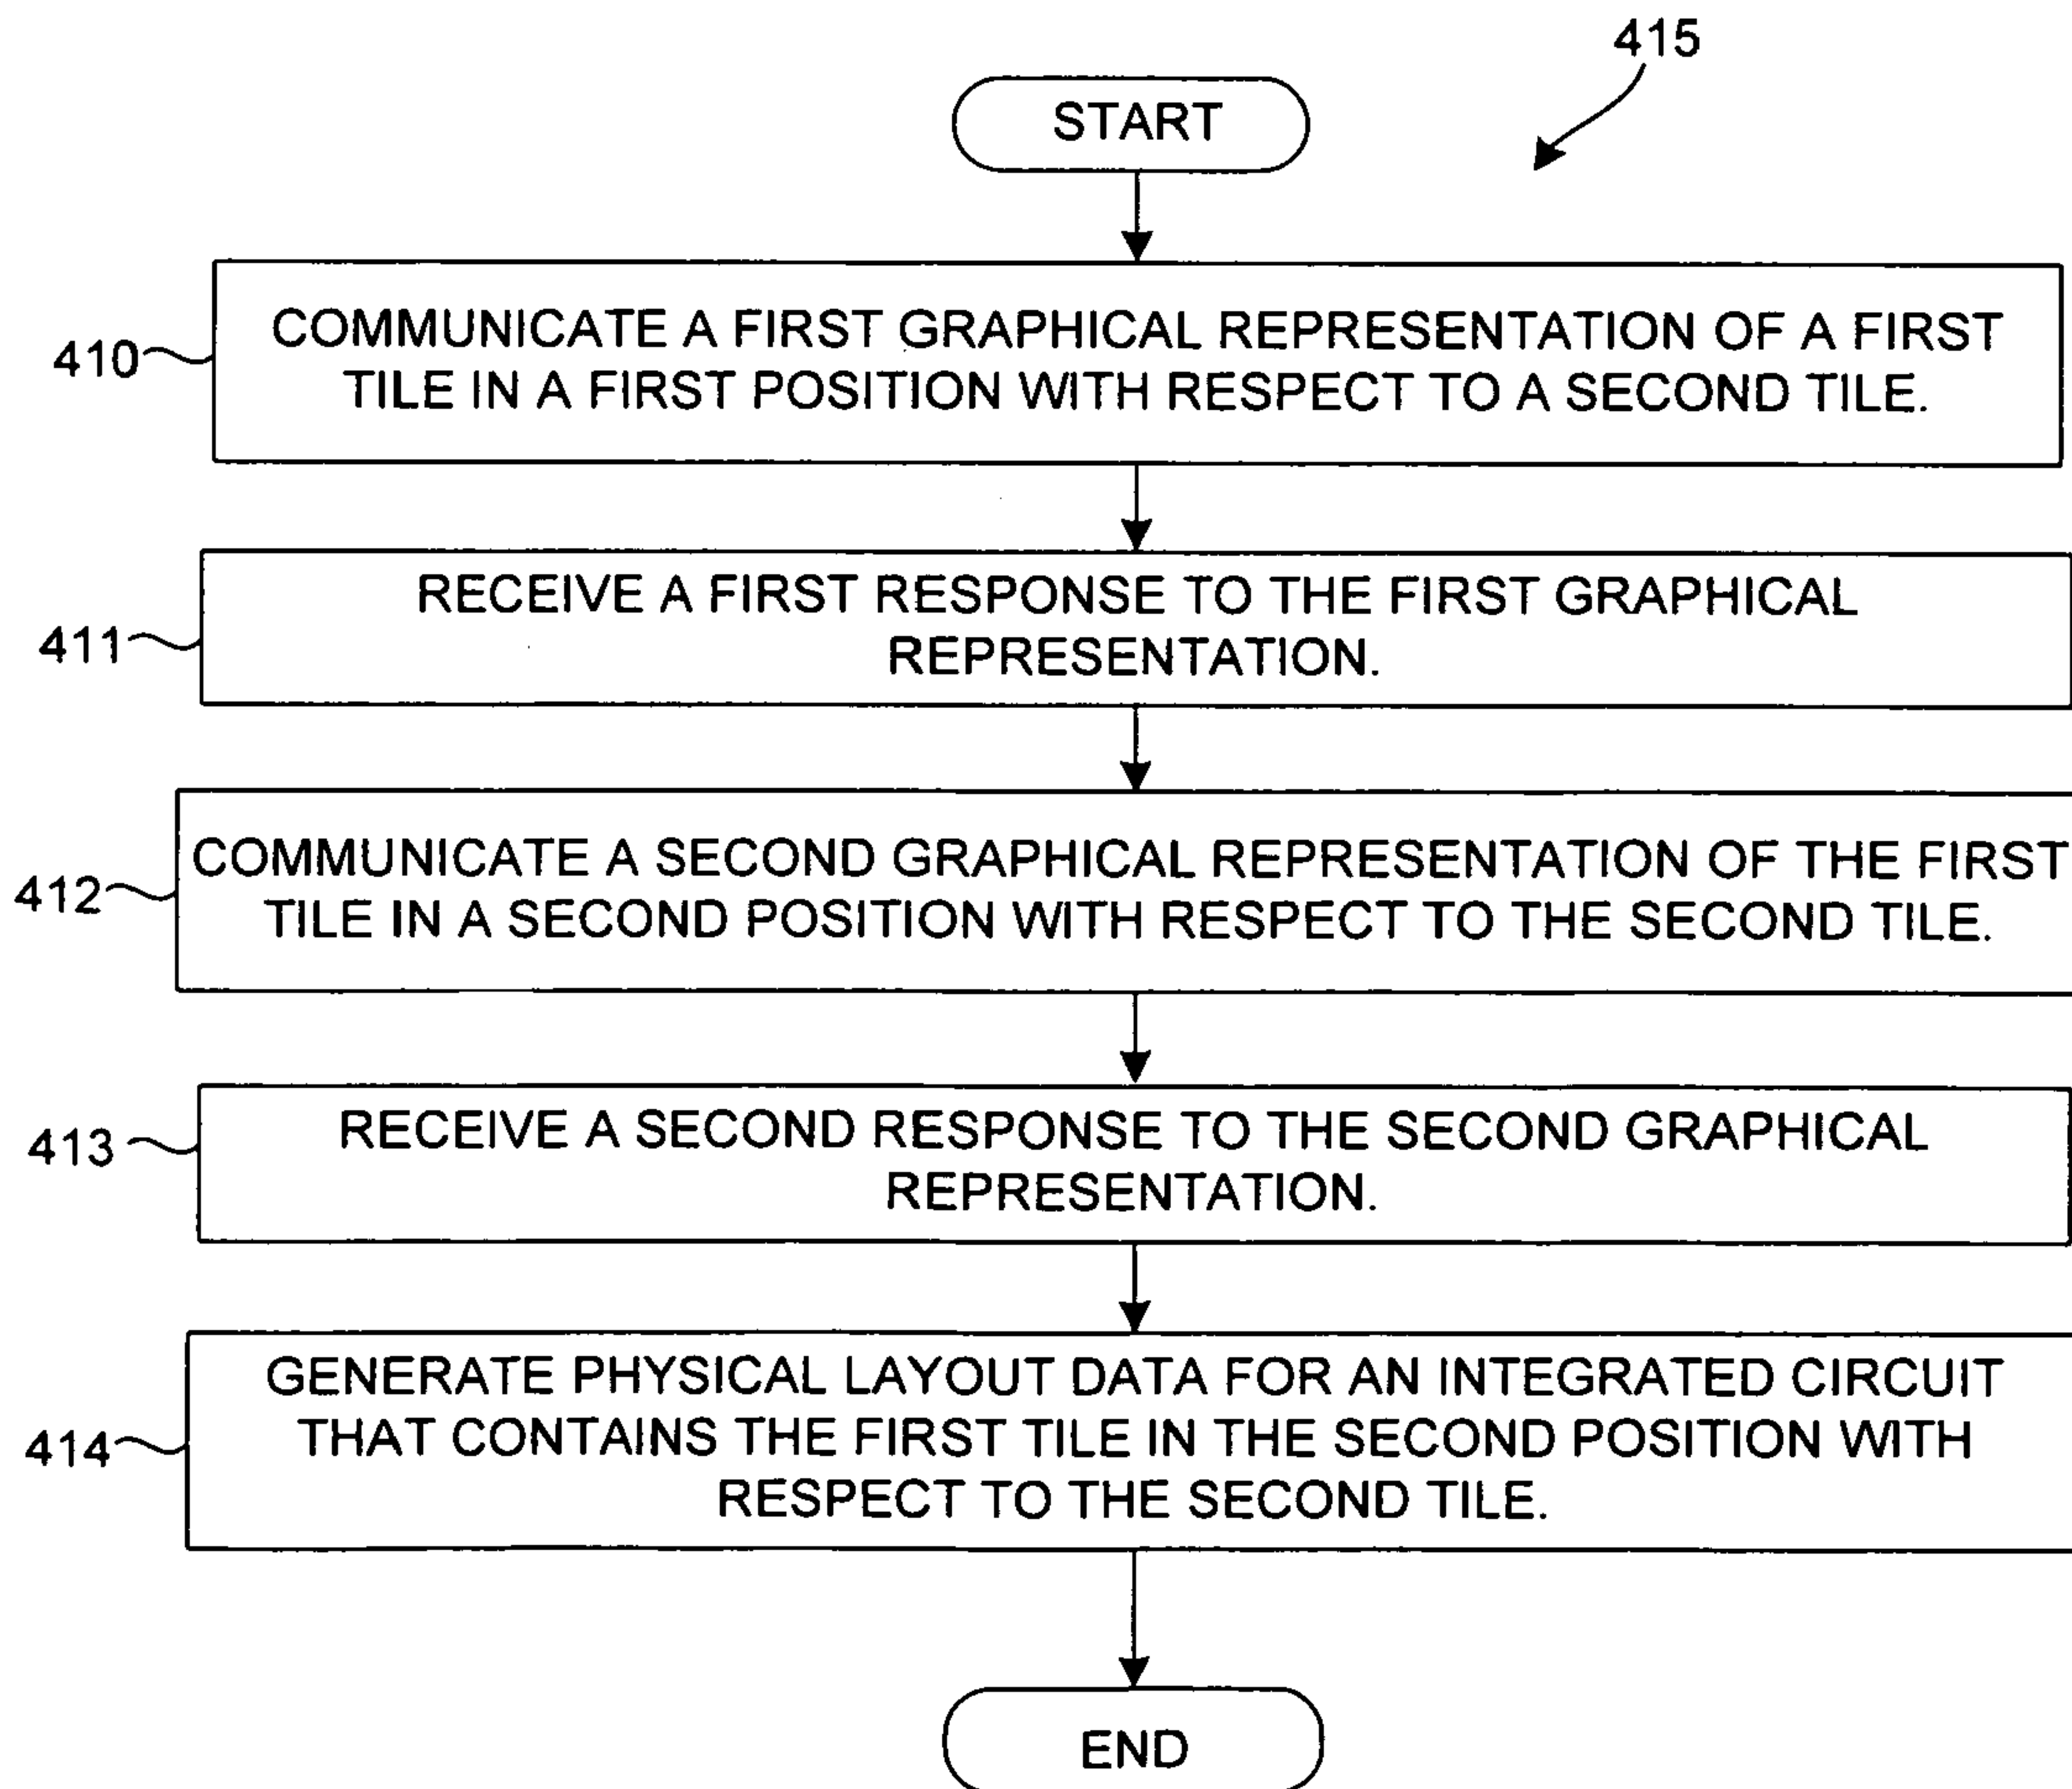 415
START
410
COMMUNICATE A FIRST GRAPHICAL REPRESENTATION OF A FIRST
TILE IN A FIRST POSITION WITH RESPECT TO A SECOND TILE.
411
RECEIVE A FIRST RESPONSE TO THE FIRST GRAPHICAL
REPRESENTATION.
412
COMMUNICATE A SECOND GRAPHICAL REPRESENTATION OF THE FIRST
TILE IN A SECOND POSITION WITH RESPECT TO THE SECOND TILE.
413
RECEIVE A SECOND RESPONSE TO THE SECOND GRAPHICAL
REPRESENTATION.
414
GENERATE PHYSICAL LAYOUT DATA FOR AN INTEGRATED CIRCUIT
THAT CONTAINS THE FIRST TILE IN THE SECOND POSITION WITH
RESPECT TO THE SECOND TILE.
END